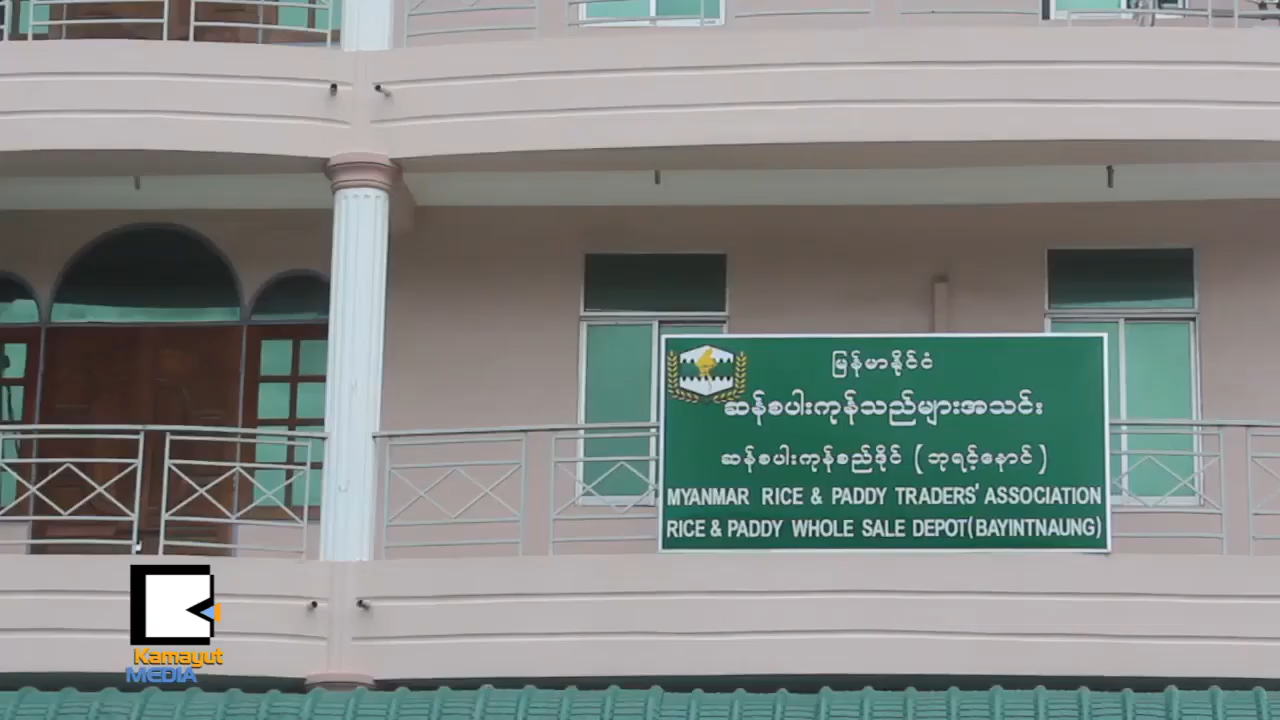 မြန်မာနိုင်ငံ
ဆန်စပါးကုန်သည်များအသင်း
ဆန်စပါးကုန်စည်ဒိုင် (ဘုရင့်နောင်)
MYANMAR RICE & PADDY TRADERS' ASSOCIATION
RICE & PADDY WHOLE SALE DEPOT(BAYINTNAUNG)
Kamayut
MEDIA